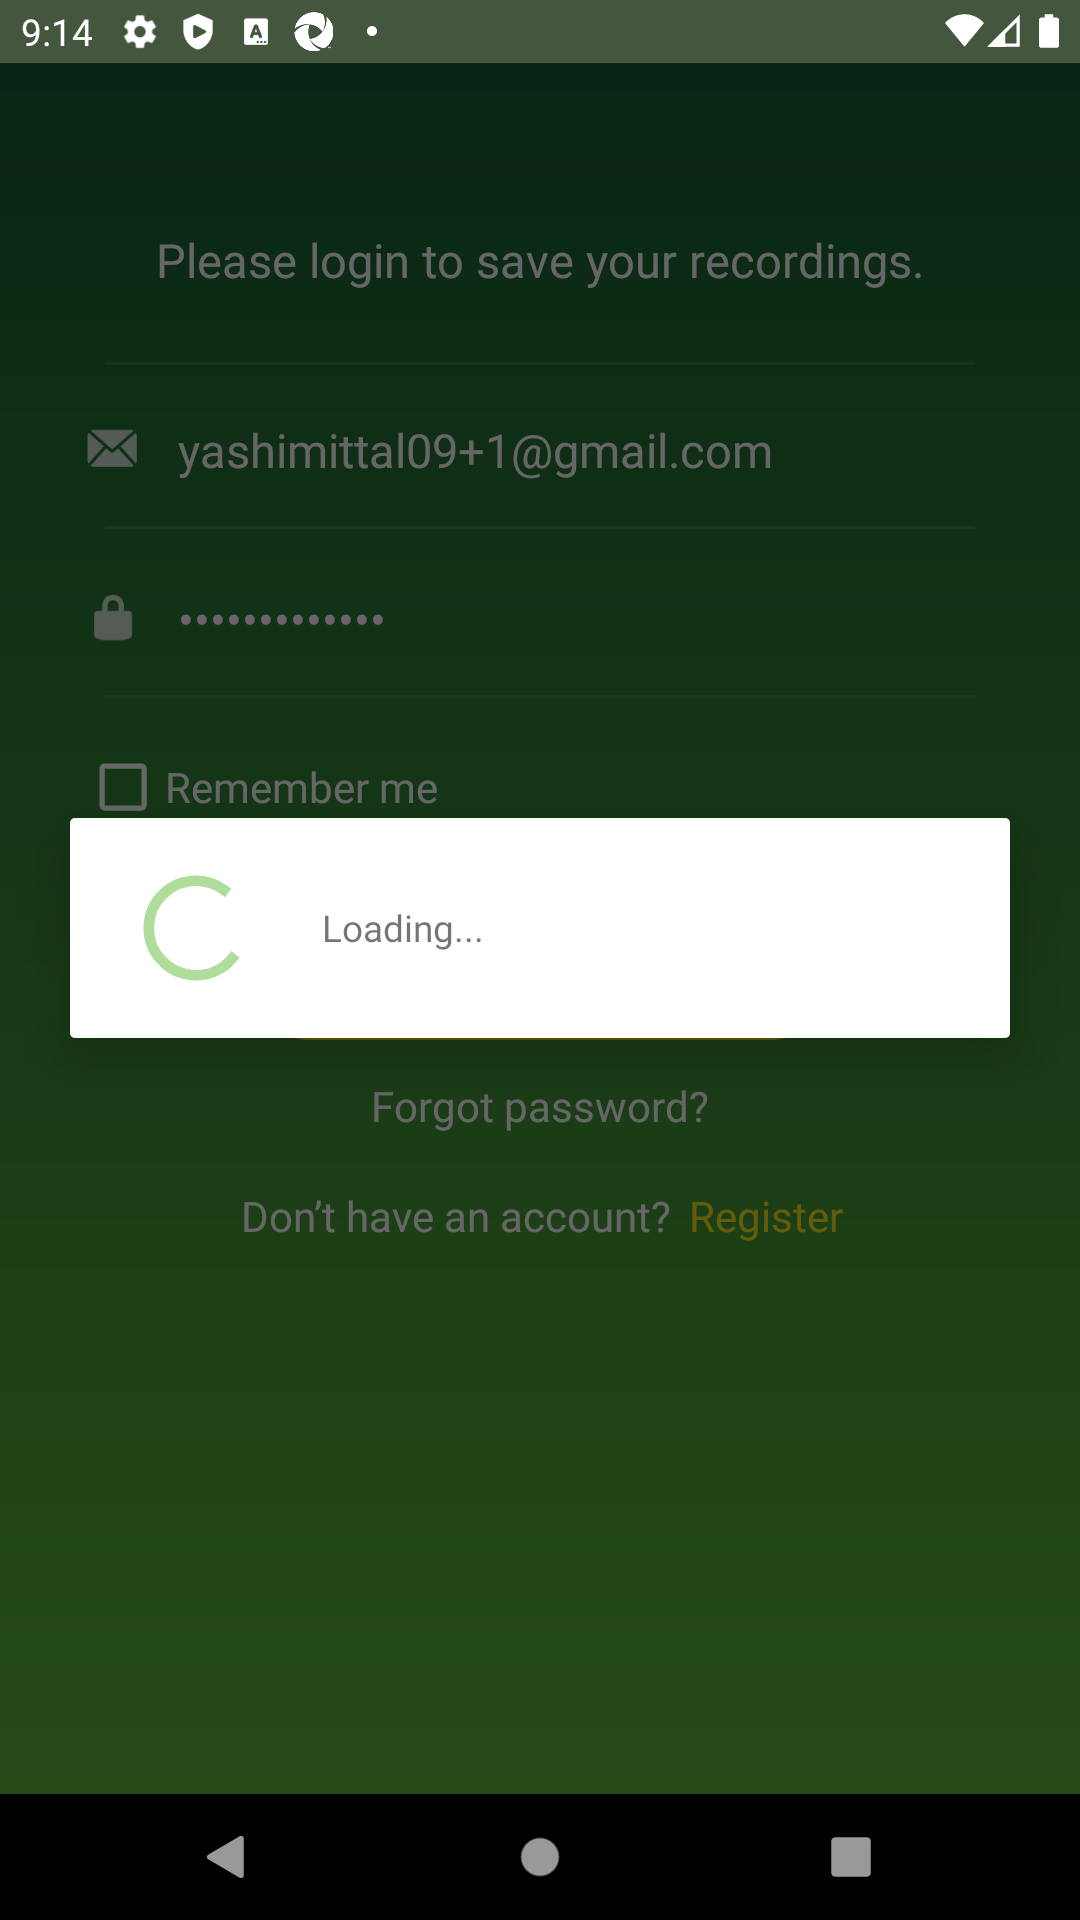 9:14
Please login to save your recordings.
yashimittal09+1@gmail.com
•••••••••••••
Remember me
Loading...
Forgot password?
Don’t have an account? Register